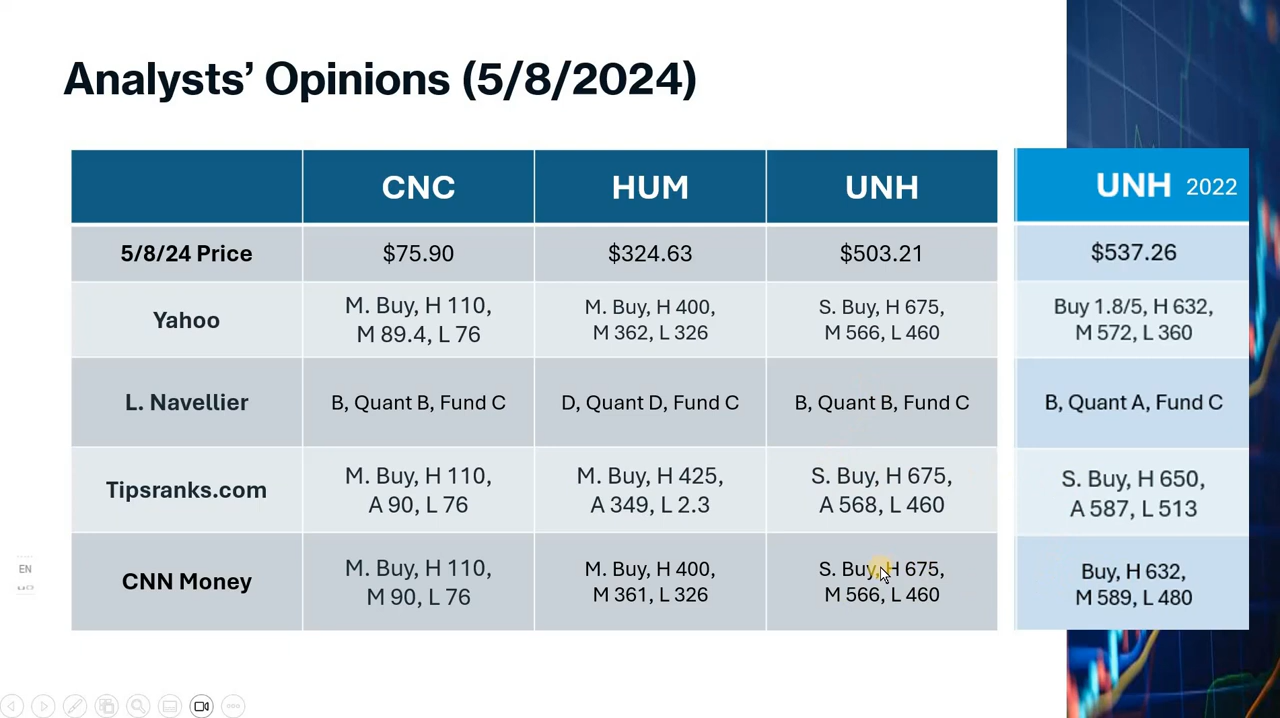 Analysts’ Opinions (5/8/2024)
CNC HUM UNH UNH 2022
5/8/24 Price $75.90 $324.63 $503.21 $537.26
Yahoo
M. Buy, H 110,
M 89.4, L 76
M. Buy, H 400,
M 362, L 326
S. Buy, H 675,
M 566, L 460
Buy 1.8/5, H 632,
M 572, L 360
L. Navellier B, Quant B, Fund C D, Quant D, Fund C B, Quant B, Fund C B, Quant A, Fund C
Tipsranks.com
M. Buy, H 110,
A 90, L 76
M. Buy, H 425,
A 349, L 2.3
S. Buy, H 675,
A 568, L 460
S. Buy, H 650,
A 587, L 513
CNN Money
M. Buy, H 110,
M 90, L 76
M. Buy, H 400,
M 361, L 326
S. Buy, H 675,
M 566, L 460
Buy, H 632,
M 589, L 480
EN